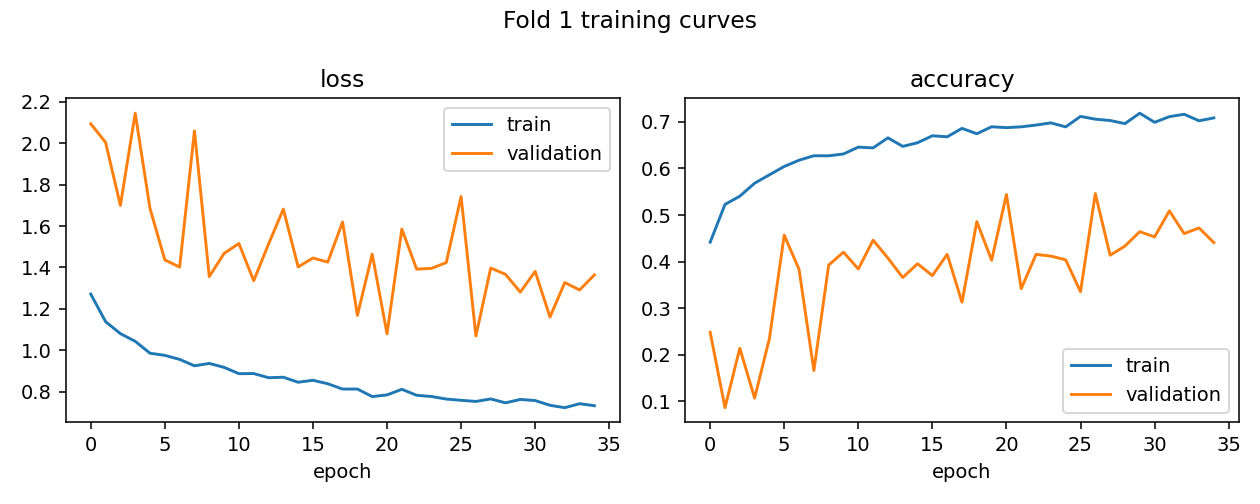 Fold 1 training curves
loss
2.2
2.0
1.8
1.6
1.4
1.2
1.0
0.8
train
validation
0 5 10 15 20 25 30 35
epoch
accuracy
0.7
0.6
0.5
0.4
0.3
0.2
0.1
train
validation
0 5 10 15 20 25 30 35
epoch